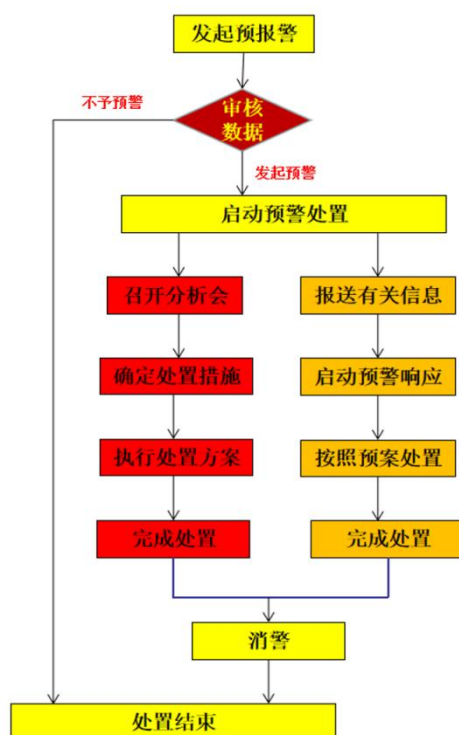 发起预报警
不予预警
审核
数据
发起预警
启动预警处置
召开分析会
报送有关信息
确定处置措施
启动预警响应
执行处置方案
按照预案处置
完成处置
完成处置
消警
处置结束